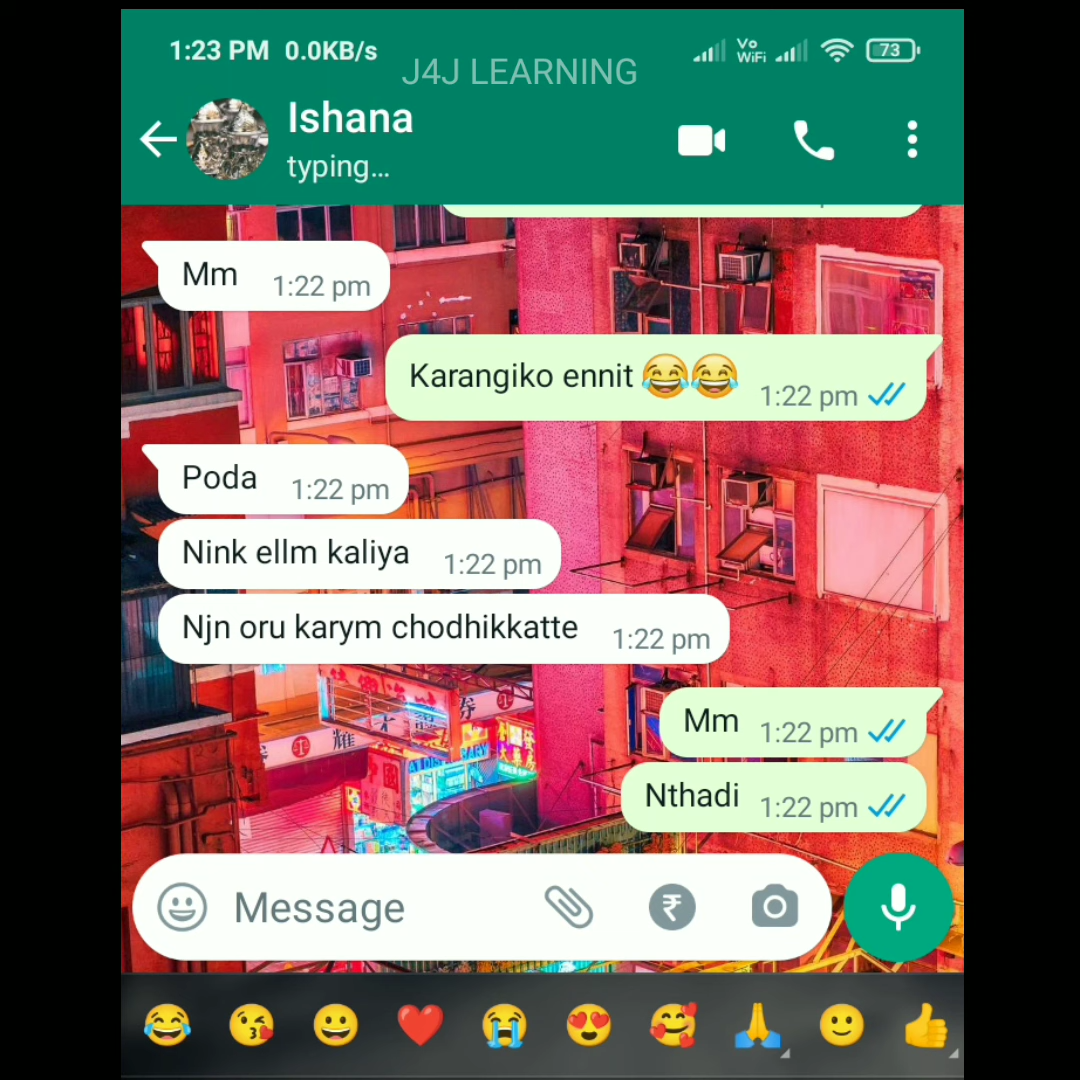 1:23 PM 0.0KB/s Vo WiFi 73
J4J LEARNING
Ishana
typing...
Mm 1:22 pm
Karangiko ennit😂😂 1:22 pm
Poda 1:22 pm
Nink ellm kaliya 1:22 pm
Njn oru karym chodhikkatte 1:22 pm
Mm 1:22 pm
Nthadi 1:22 pm
Message